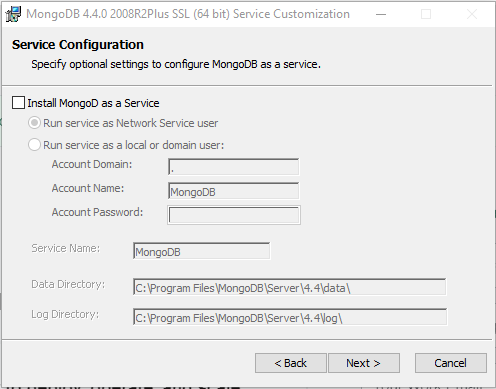 MongoDB 4.4.0 2008R2Plus SSL (64 bit) Service Customization
Service Configuration
Specify optional settings to configure MongoDB as a service.
Install MongoD as a Service
Run service as Network Service user
Run service as a local or domain user:
Account Domain: .
Account Name: MongoDB
Account Password:
Service Name: MongoDB
Data Directory: C:\Program Files\MongoDB\Server\4.4\data\
Log Directory: C:\Program Files\MongoDB\Server\4.4\log\
< Back Next > Cancel